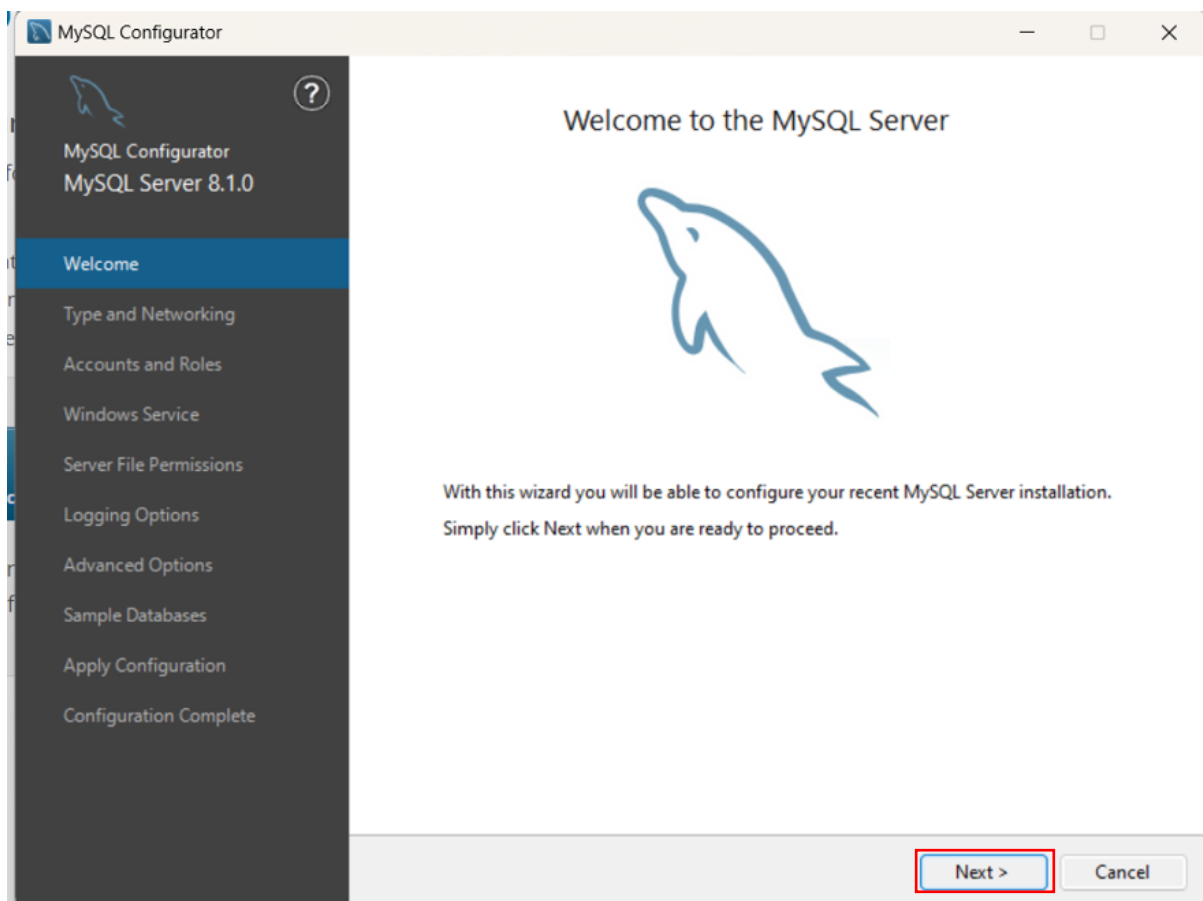 MySQL Configurator
?
MySQL Configurator
MySQL Server 8.1.0
Welcome
Type and Networking
Accounts and Roles
Windows Service
Server File Permissions
Logging Options
Advanced Options
Sample Databases
Apply Configuration
Configuration Complete
Welcome to the MySQL Server
With this wizard you will be able to configure your recent MySQL Server installation.
Simply click Next when you are ready to proceed.
Next >
Cancel